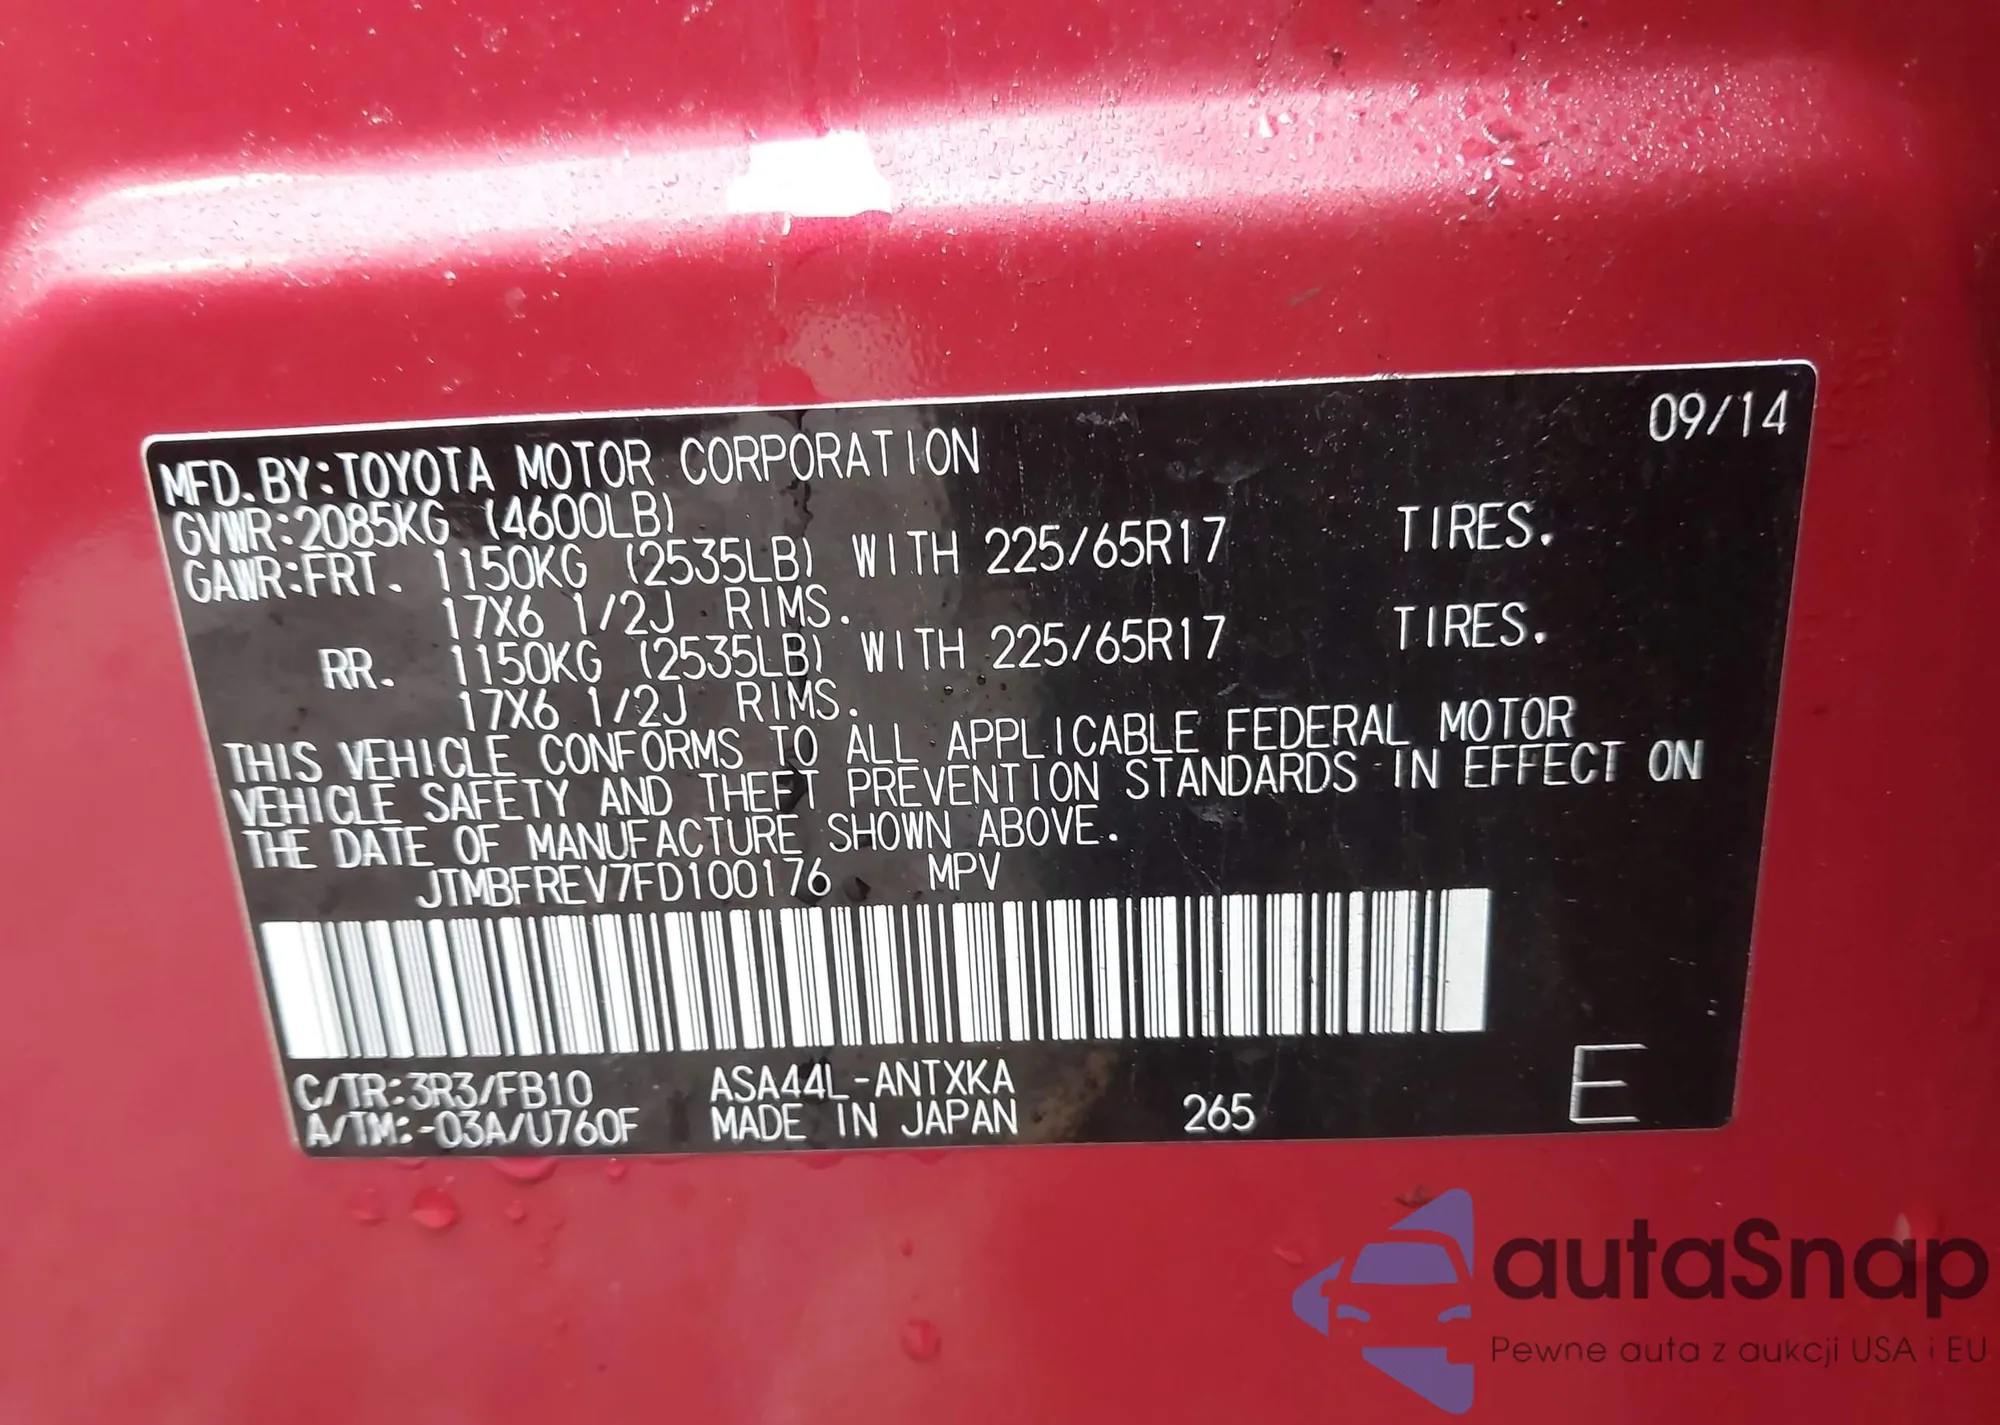 09/14
MFD.BY:TOYOTA MOTOR CORPORATION
GVWR:2085KG (4600LB)
GAWR:FRT. 1150KG (2535LB) WITH 225/65R17 TIRES.
17X6 1/2J RIMS.
RR. 1150KG (2535LB) WITH 225/65R17 TIRES.
17X6 1/2J RIMS.
THIS VEHICLE CONFORMS TO ALL APPLICABLE FEDERAL MOTOR
VEHICLE SAFETY AND THEFT PREVENTION STANDARDS IN EFFECT ON
THE DATE OF MANUFACTURE SHOWN ABOVE.
JTMBFREV7FD100176 MPV
C/TR:3R3/FB10 ASA44L-ANTXKA
A/TM:-03A/U760F MADE IN JAPAN 265 E
autaSnap
Pewne auta z aukcji USA i EU